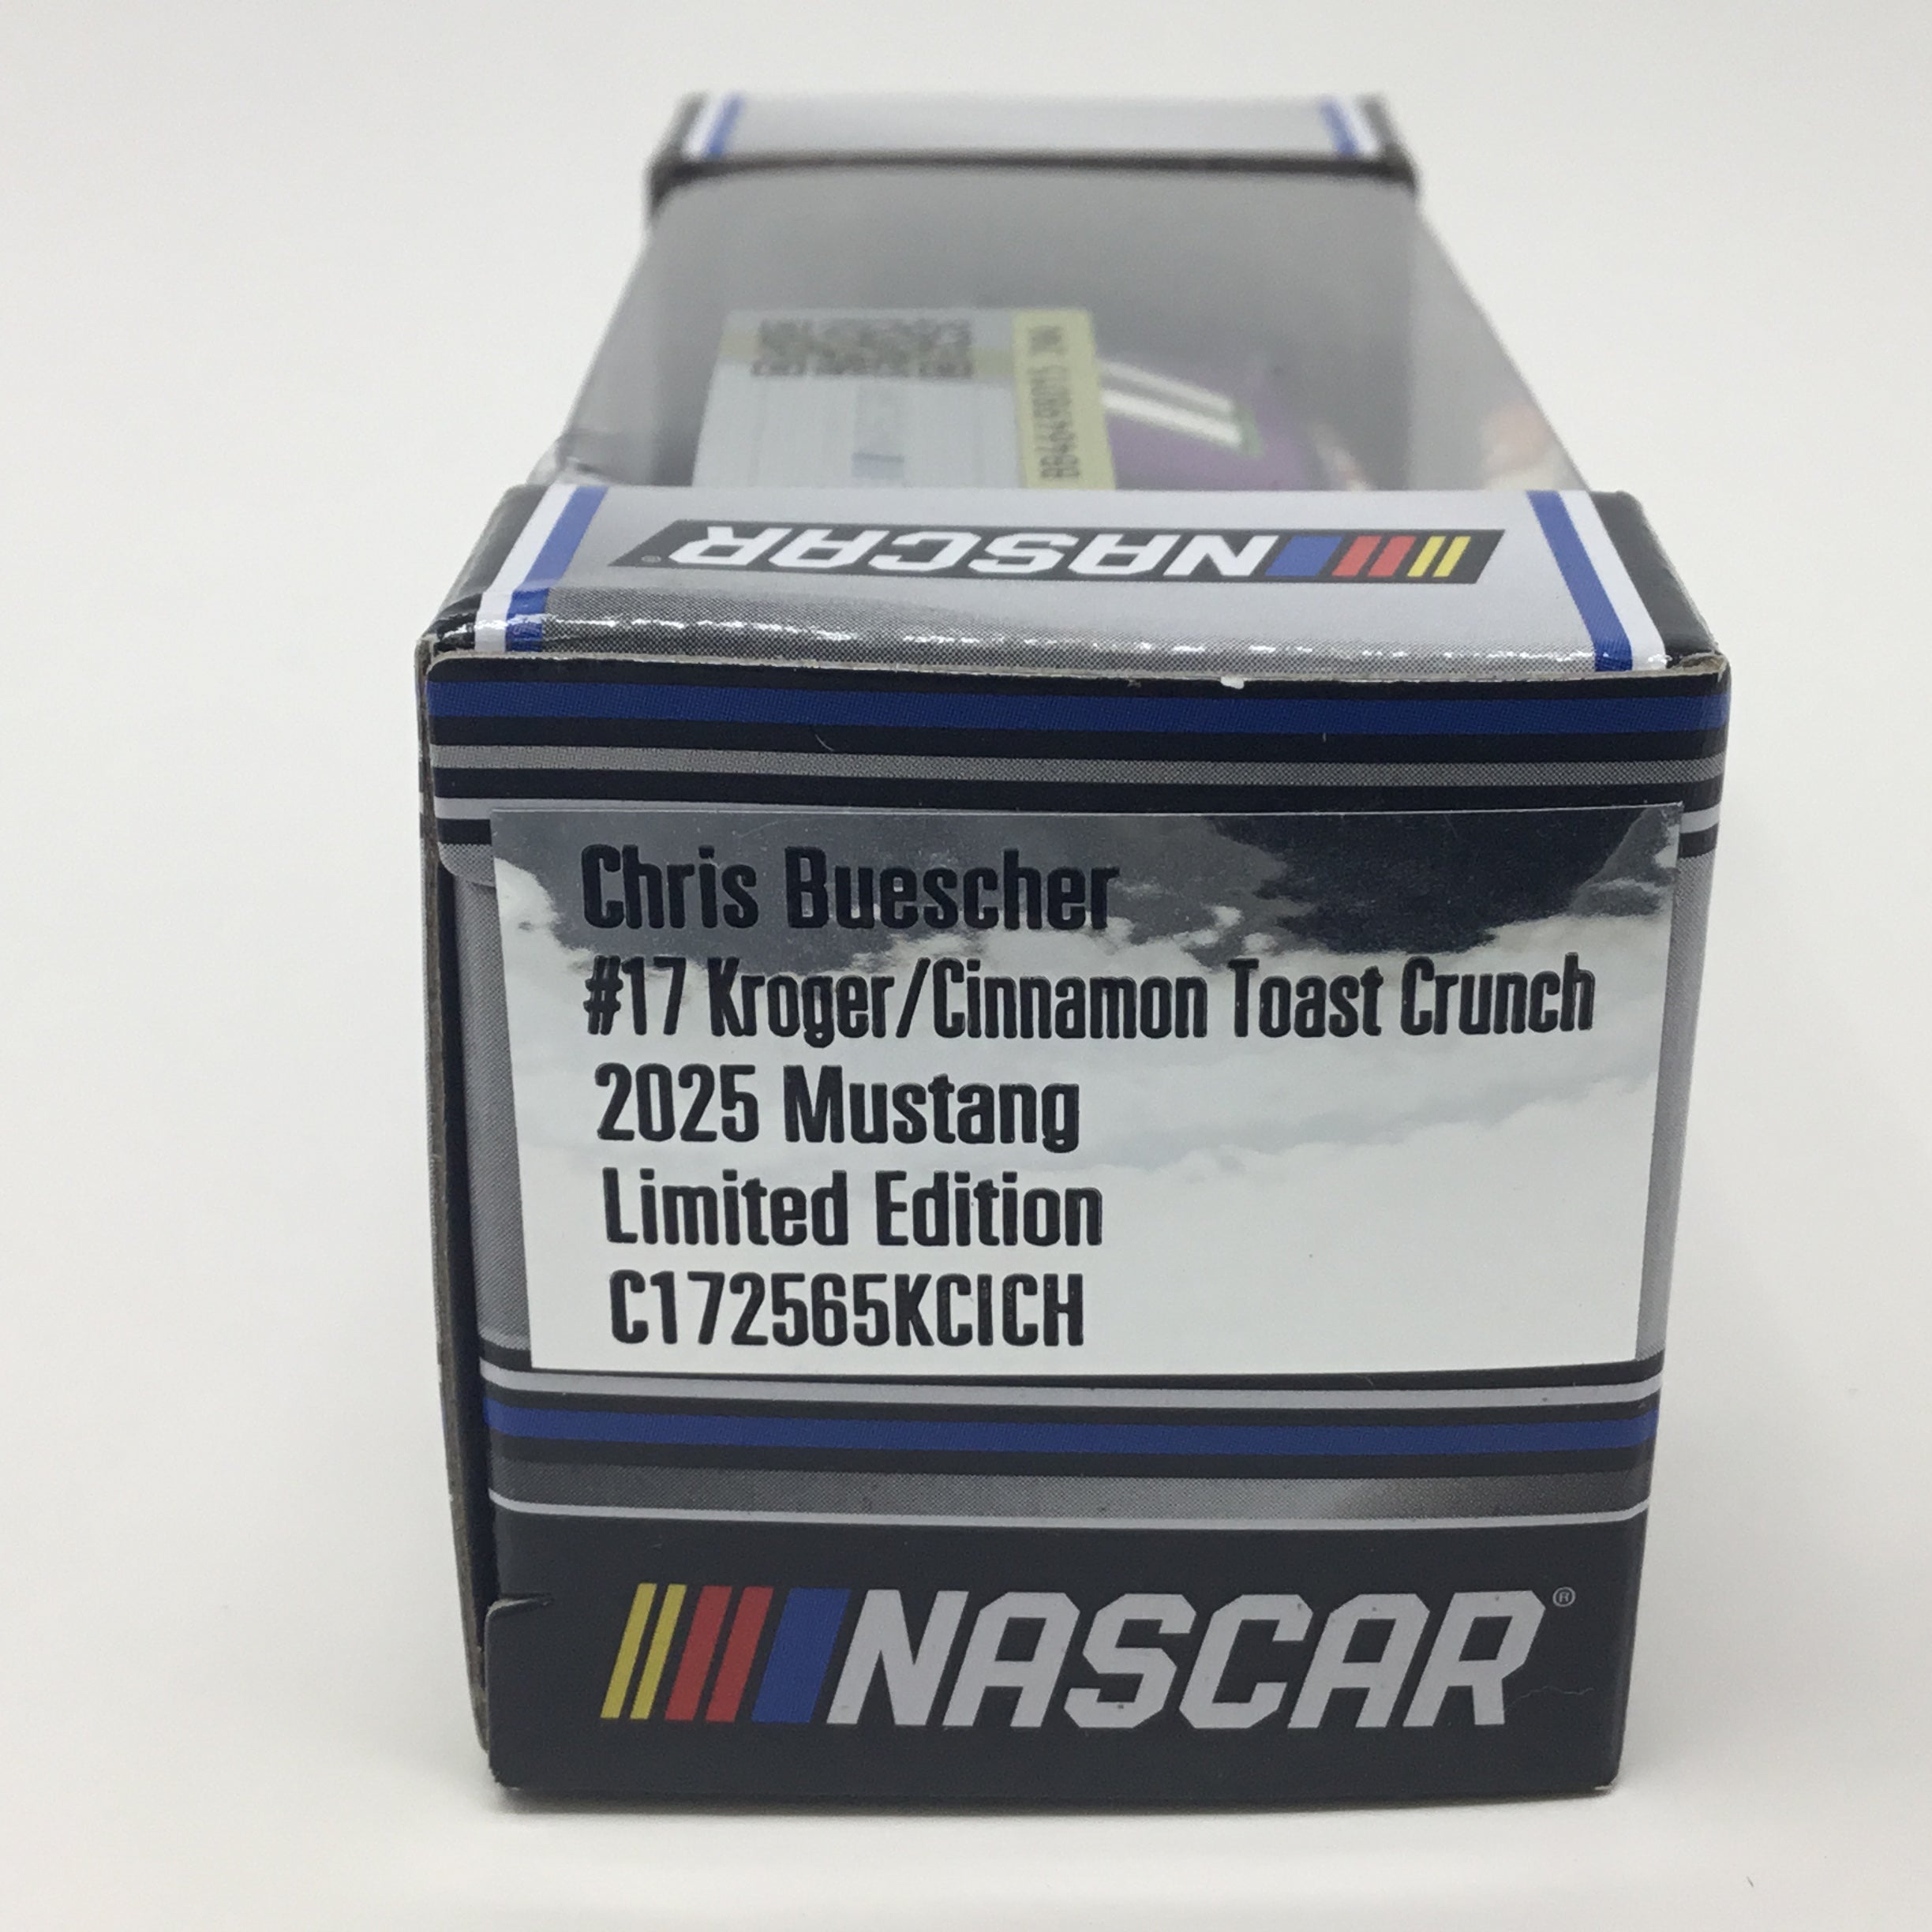 NASCAR®
Chris Buescher
#17 Kroger/Cinnamon Toast Crunch
2025 Mustang
Limited Edition
C172565KCICH
NASCAR®